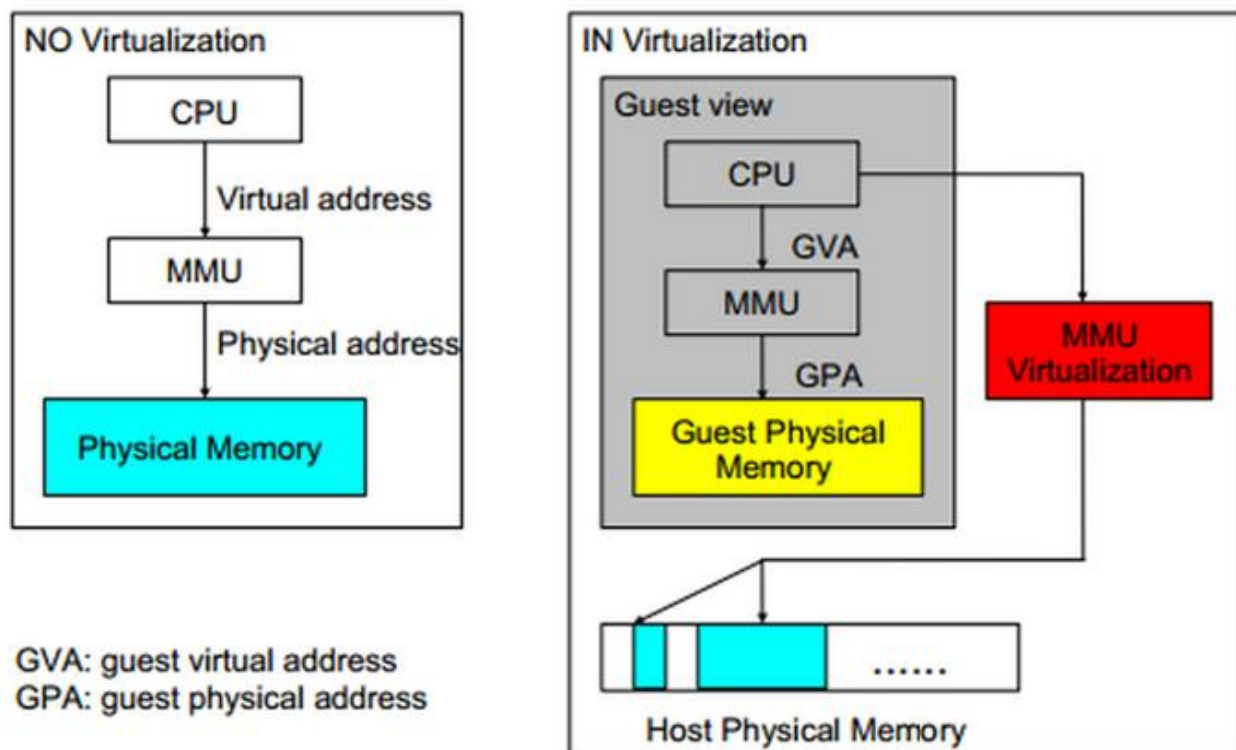 NO Virtualization
CPU
Virtual address
MMU
Physical address
Physical Memory
GVA: guest virtual address
GPA: guest physical address
IN Virtualization
Guest view
CPU
GVA
MMU
GPA
Guest Physical
Memory
MMU
Virtualization
......
Host Physical Memory